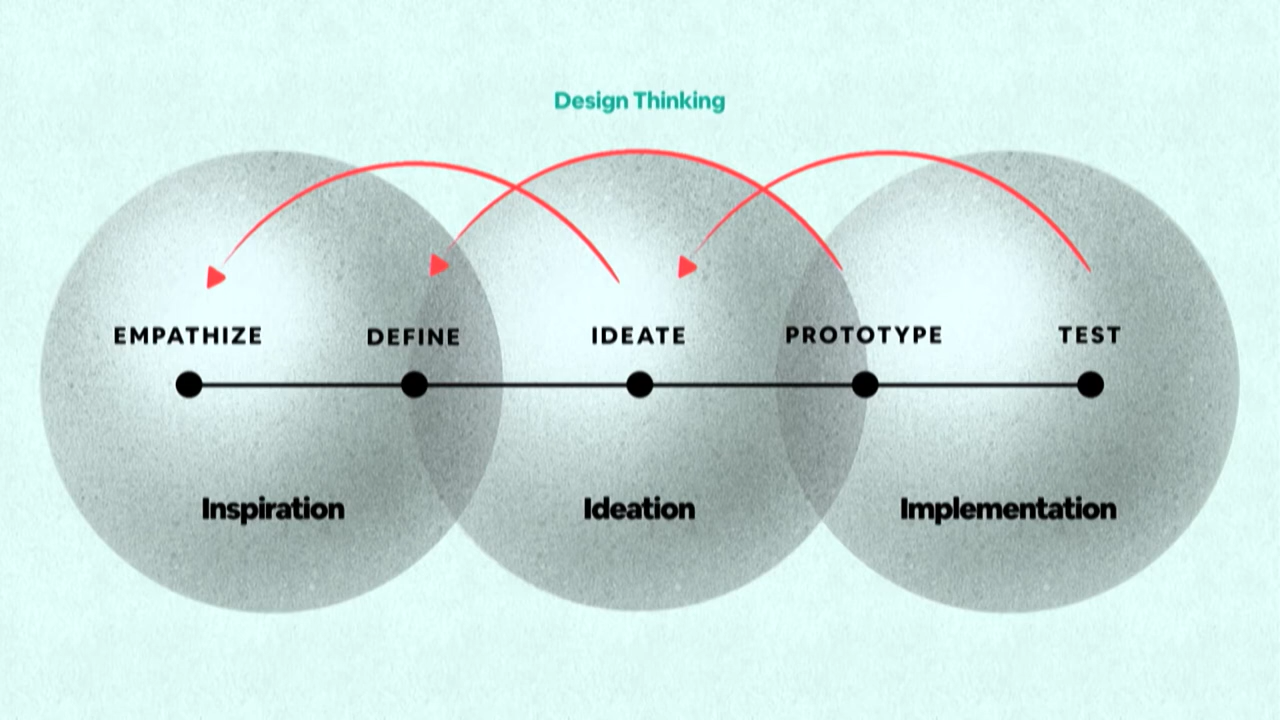 Design Thinking
EMPATHIZE DEFINE IDEATE PROTOTYPE TEST
Inspiration Ideation Implementation